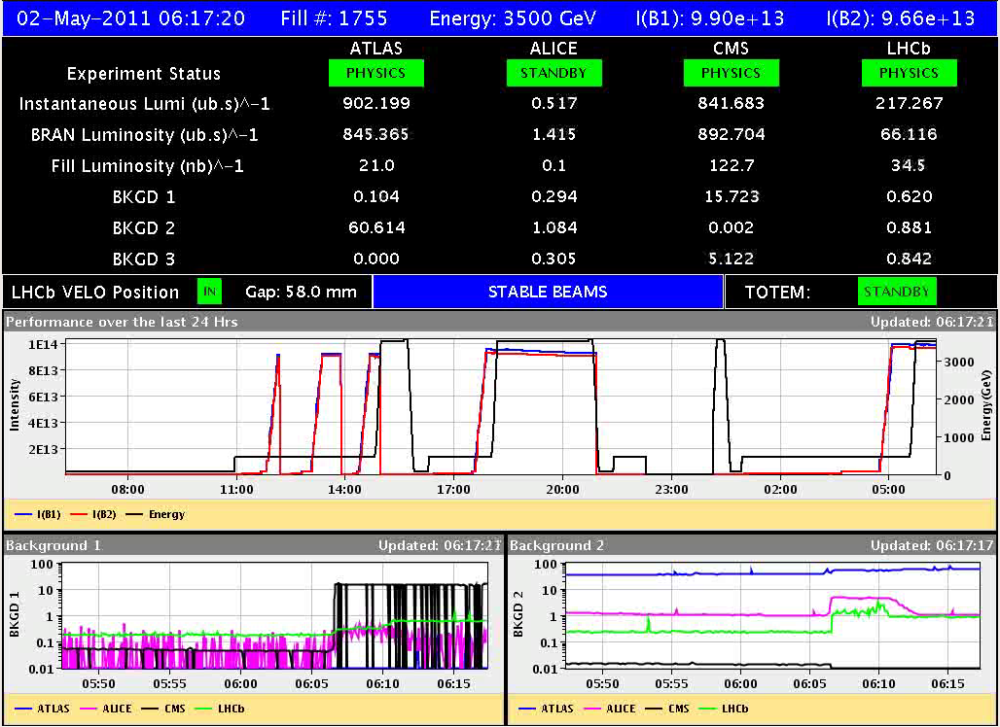 02-May-2011 06:17:20 Fill #: 1755 Energy: 3500 GeV I(B1): 9.90e+13 I(B2): 9.66e+13
ATLAS ALICE CMS LHCb
Experiment Status PHYSICS STANDBY PHYSICS PHYSICS
Instantaneous Lumi (ub.s)^-1 902.199 0.517 841.683 217.267
BRAN Luminosity (ub.s)^-1 845.365 1.415 892.704 66.116
Fill Luminosity (nb)^-1 21.0 0.1 122.7 34.5
BKGD 1 0.104 0.294 15.723 0.620
BKGD 2 60.614 1.084 0.002 0.881
BKGD 3 0.000 0.305 5.122 0.842
LHCb VELO Position IN Gap: 58.0 mm STABLE BEAMS TOTEM: STANDBY
Performance over the last 24 Hrs Updated: 06:17:21
1E14
8E13
6E13
4E13
2E13
Intensity
3000
2000
1000
0
Energy(GeV)
08:00 11:00 14:00 17:00 20:00 23:00 02:00 05:00
I(B1) I(B2) Energy
Background 1 Updated: 06:17:21
BKGD 1
100
10
1
0.1
0.01
05:50 05:55 06:00 06:05 06:10 06:15
ATLAS ALICE CMS LHCb
Background 2 Updated: 06:17:17
BKGD 2
100
10
1
0.1
0.01
05:50 05:55 06:00 06:05 06:10 06:15
ATLAS ALICE CMS LHCb